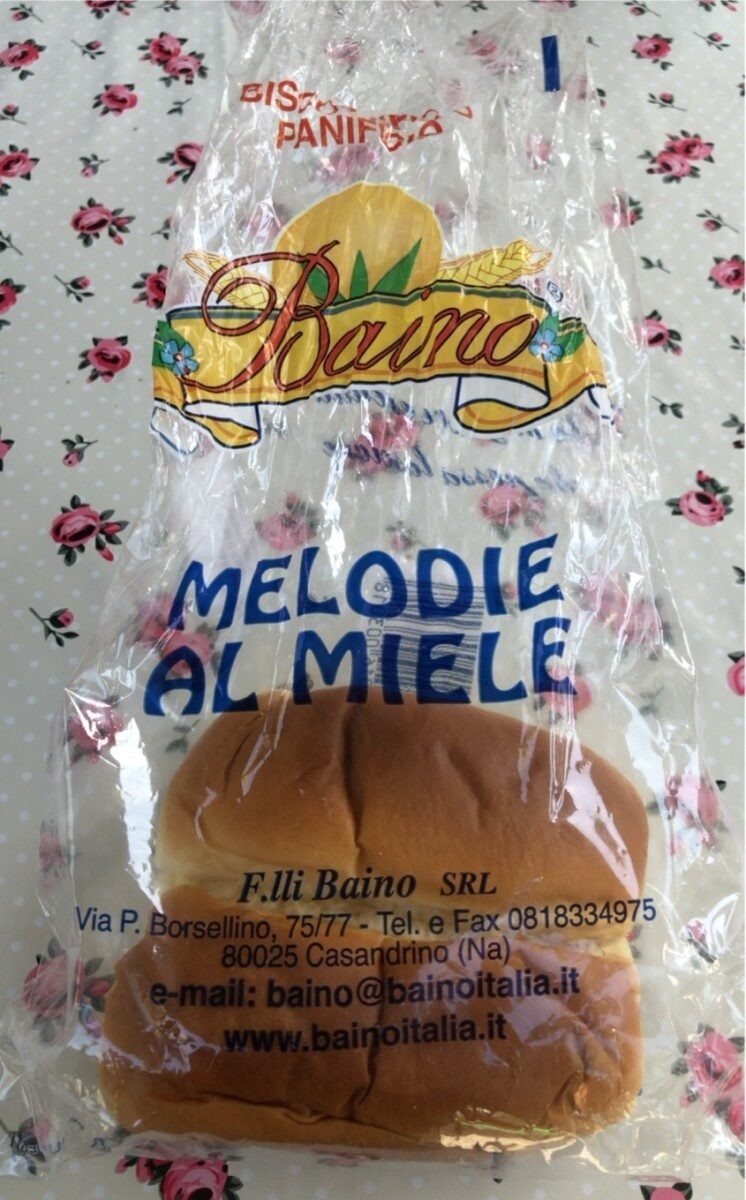 PANIFICIO
Baino®
MELODIE
AL MIELE
F.lli Baino SRL
Via P. Borsellino, 75/77 - Tel. e Fax 0818334975
80025 Casandrino (Na)
e-mail: baino@bainoitalia.it
www.bainoitalia.it